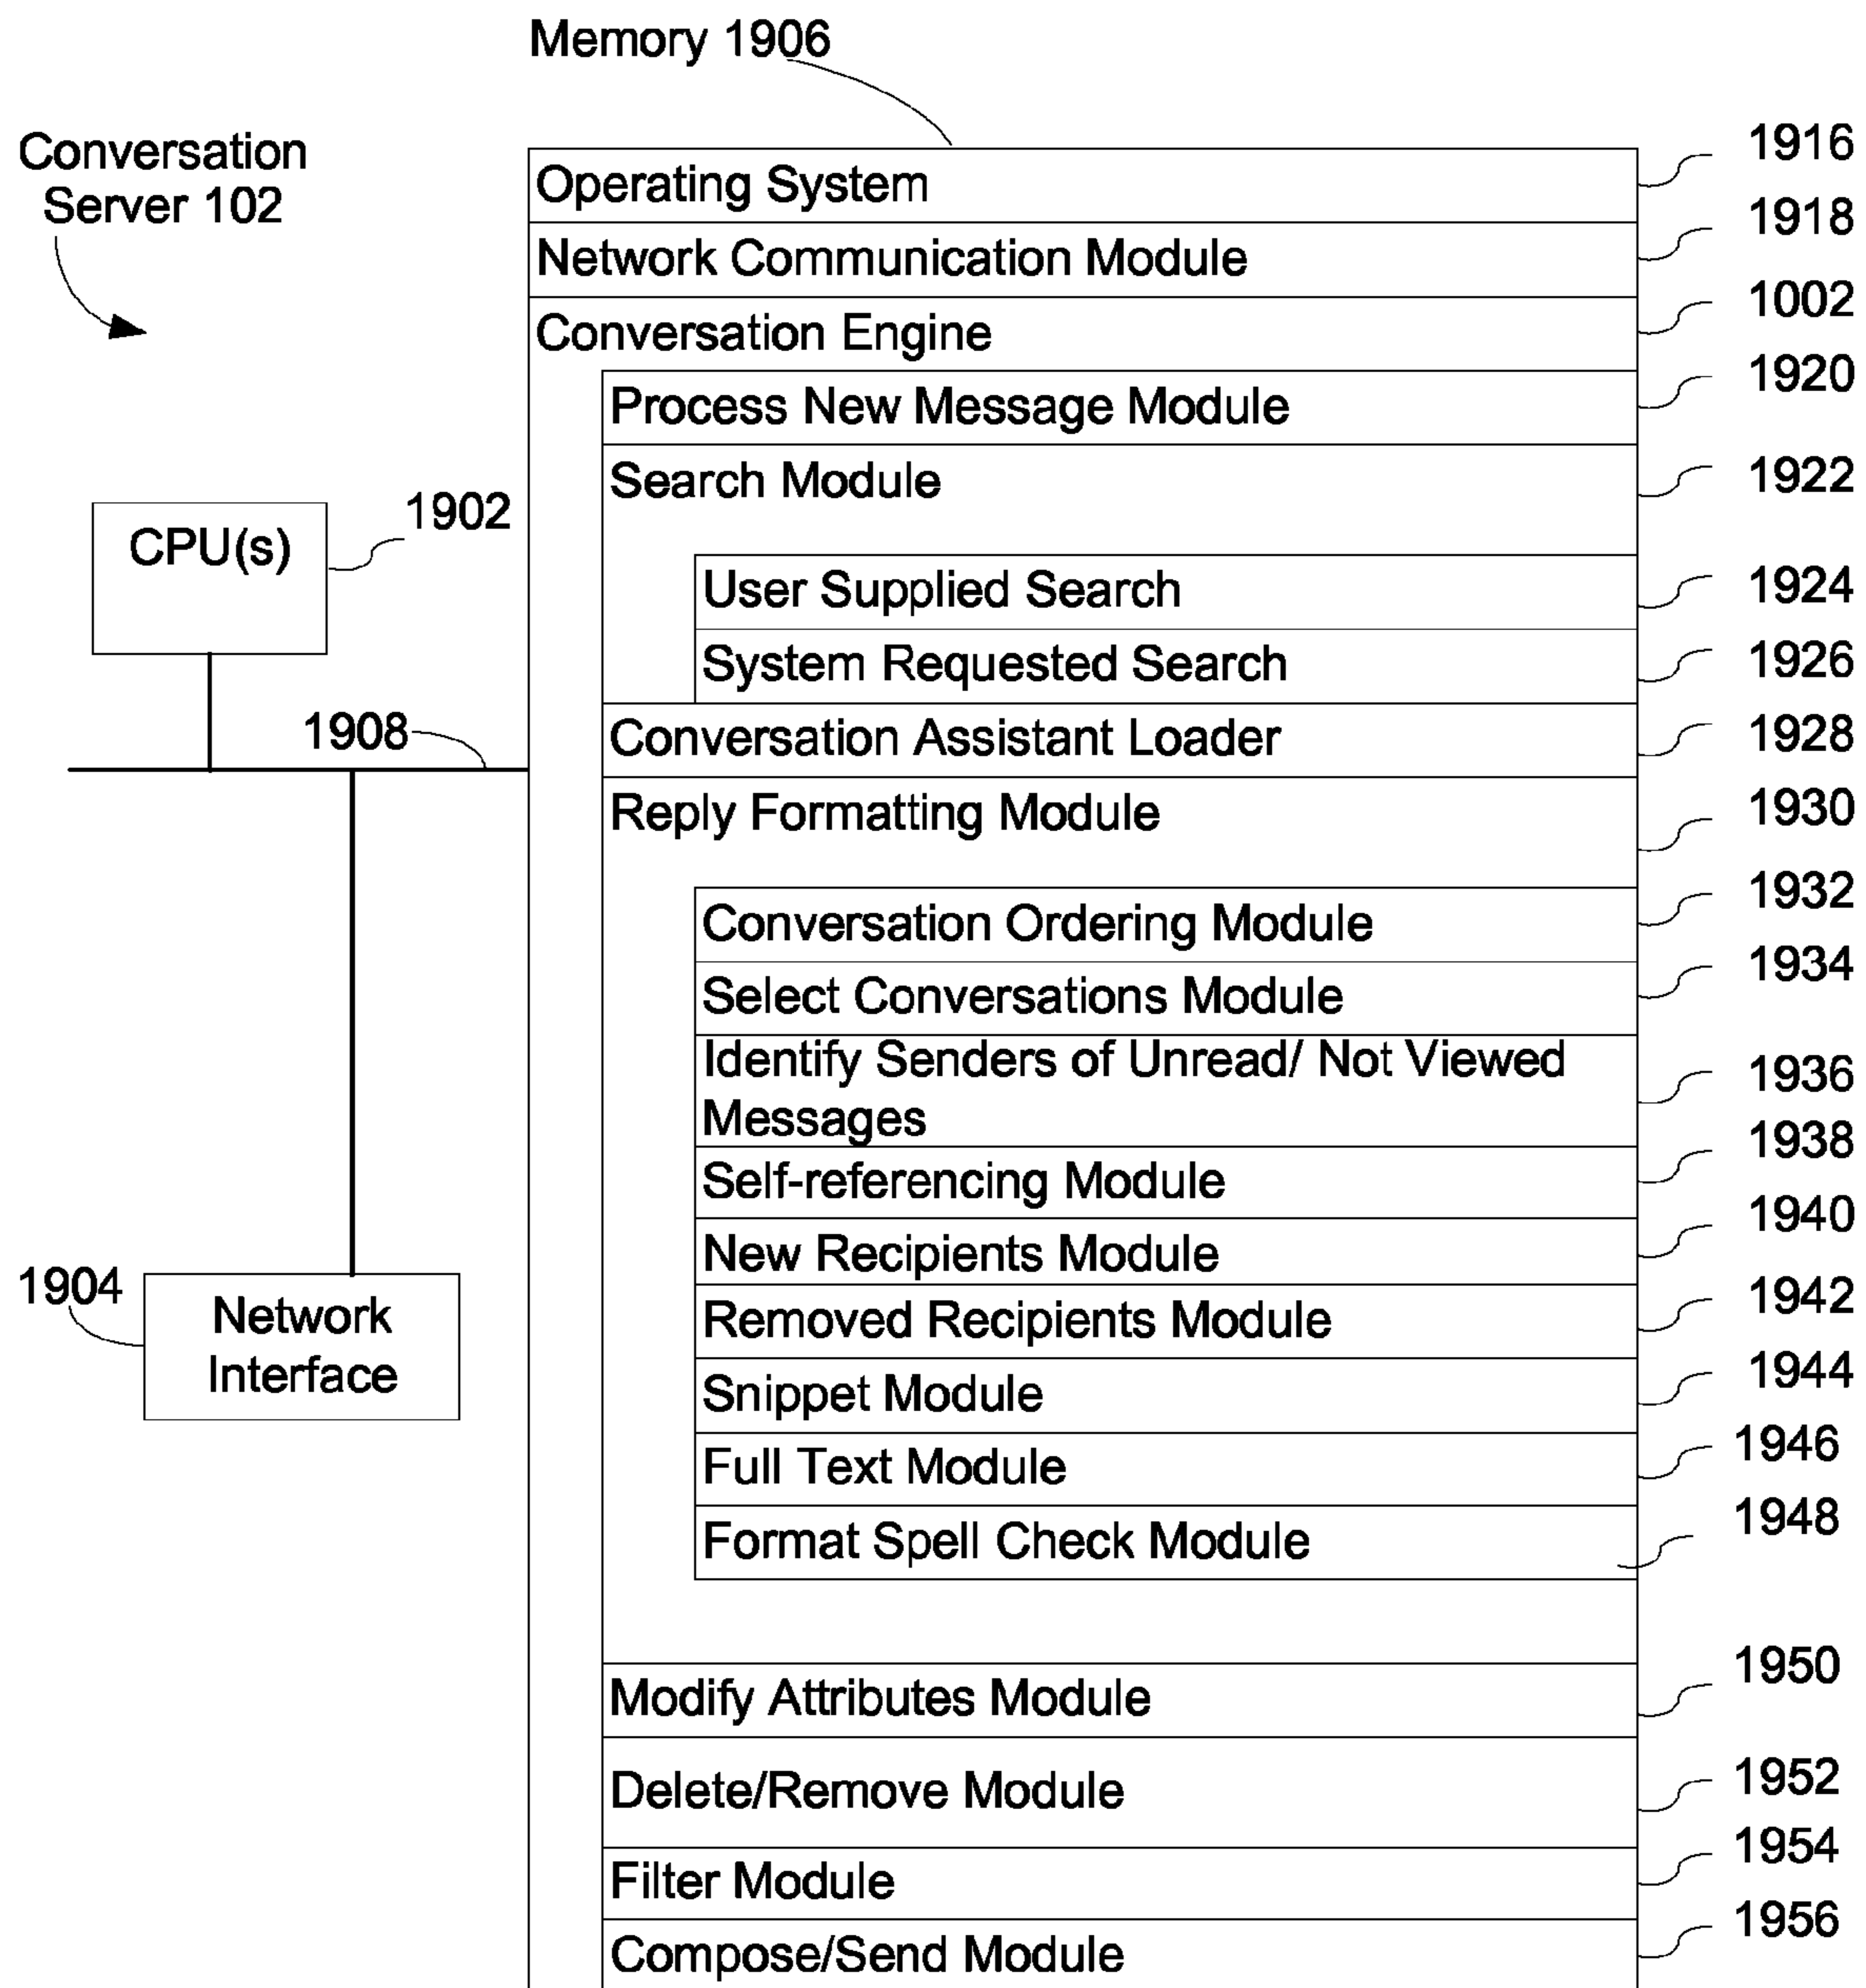 Memory 1906
Conversation
Server 102
Operating System
1916
Network Communication Module
1918
Conversation Engine
1002
Process New Message Module
1920
Search Module
1922
CPU(s)
1902
User Supplied Search
1924
System Requested Search
1926
1908
Conversation Assistant Loader
1928
Reply Formatting Module
1930
Conversation Ordering Module
1932
Select Conversations Module
1934
Identify Senders of Unread/ Not Viewed
Messages
1936
Self-referencing Module
1938
New Recipients Module
1940
1904
Network
Interface
Removed Recipients Module
1942
Snippet Module
1944
Full Text Module
1946
Format Spell Check Module
1948
Modify Attributes Module
1950
Delete/Remove Module
1952
Filter Module
1954
Compose/Send Module
1956